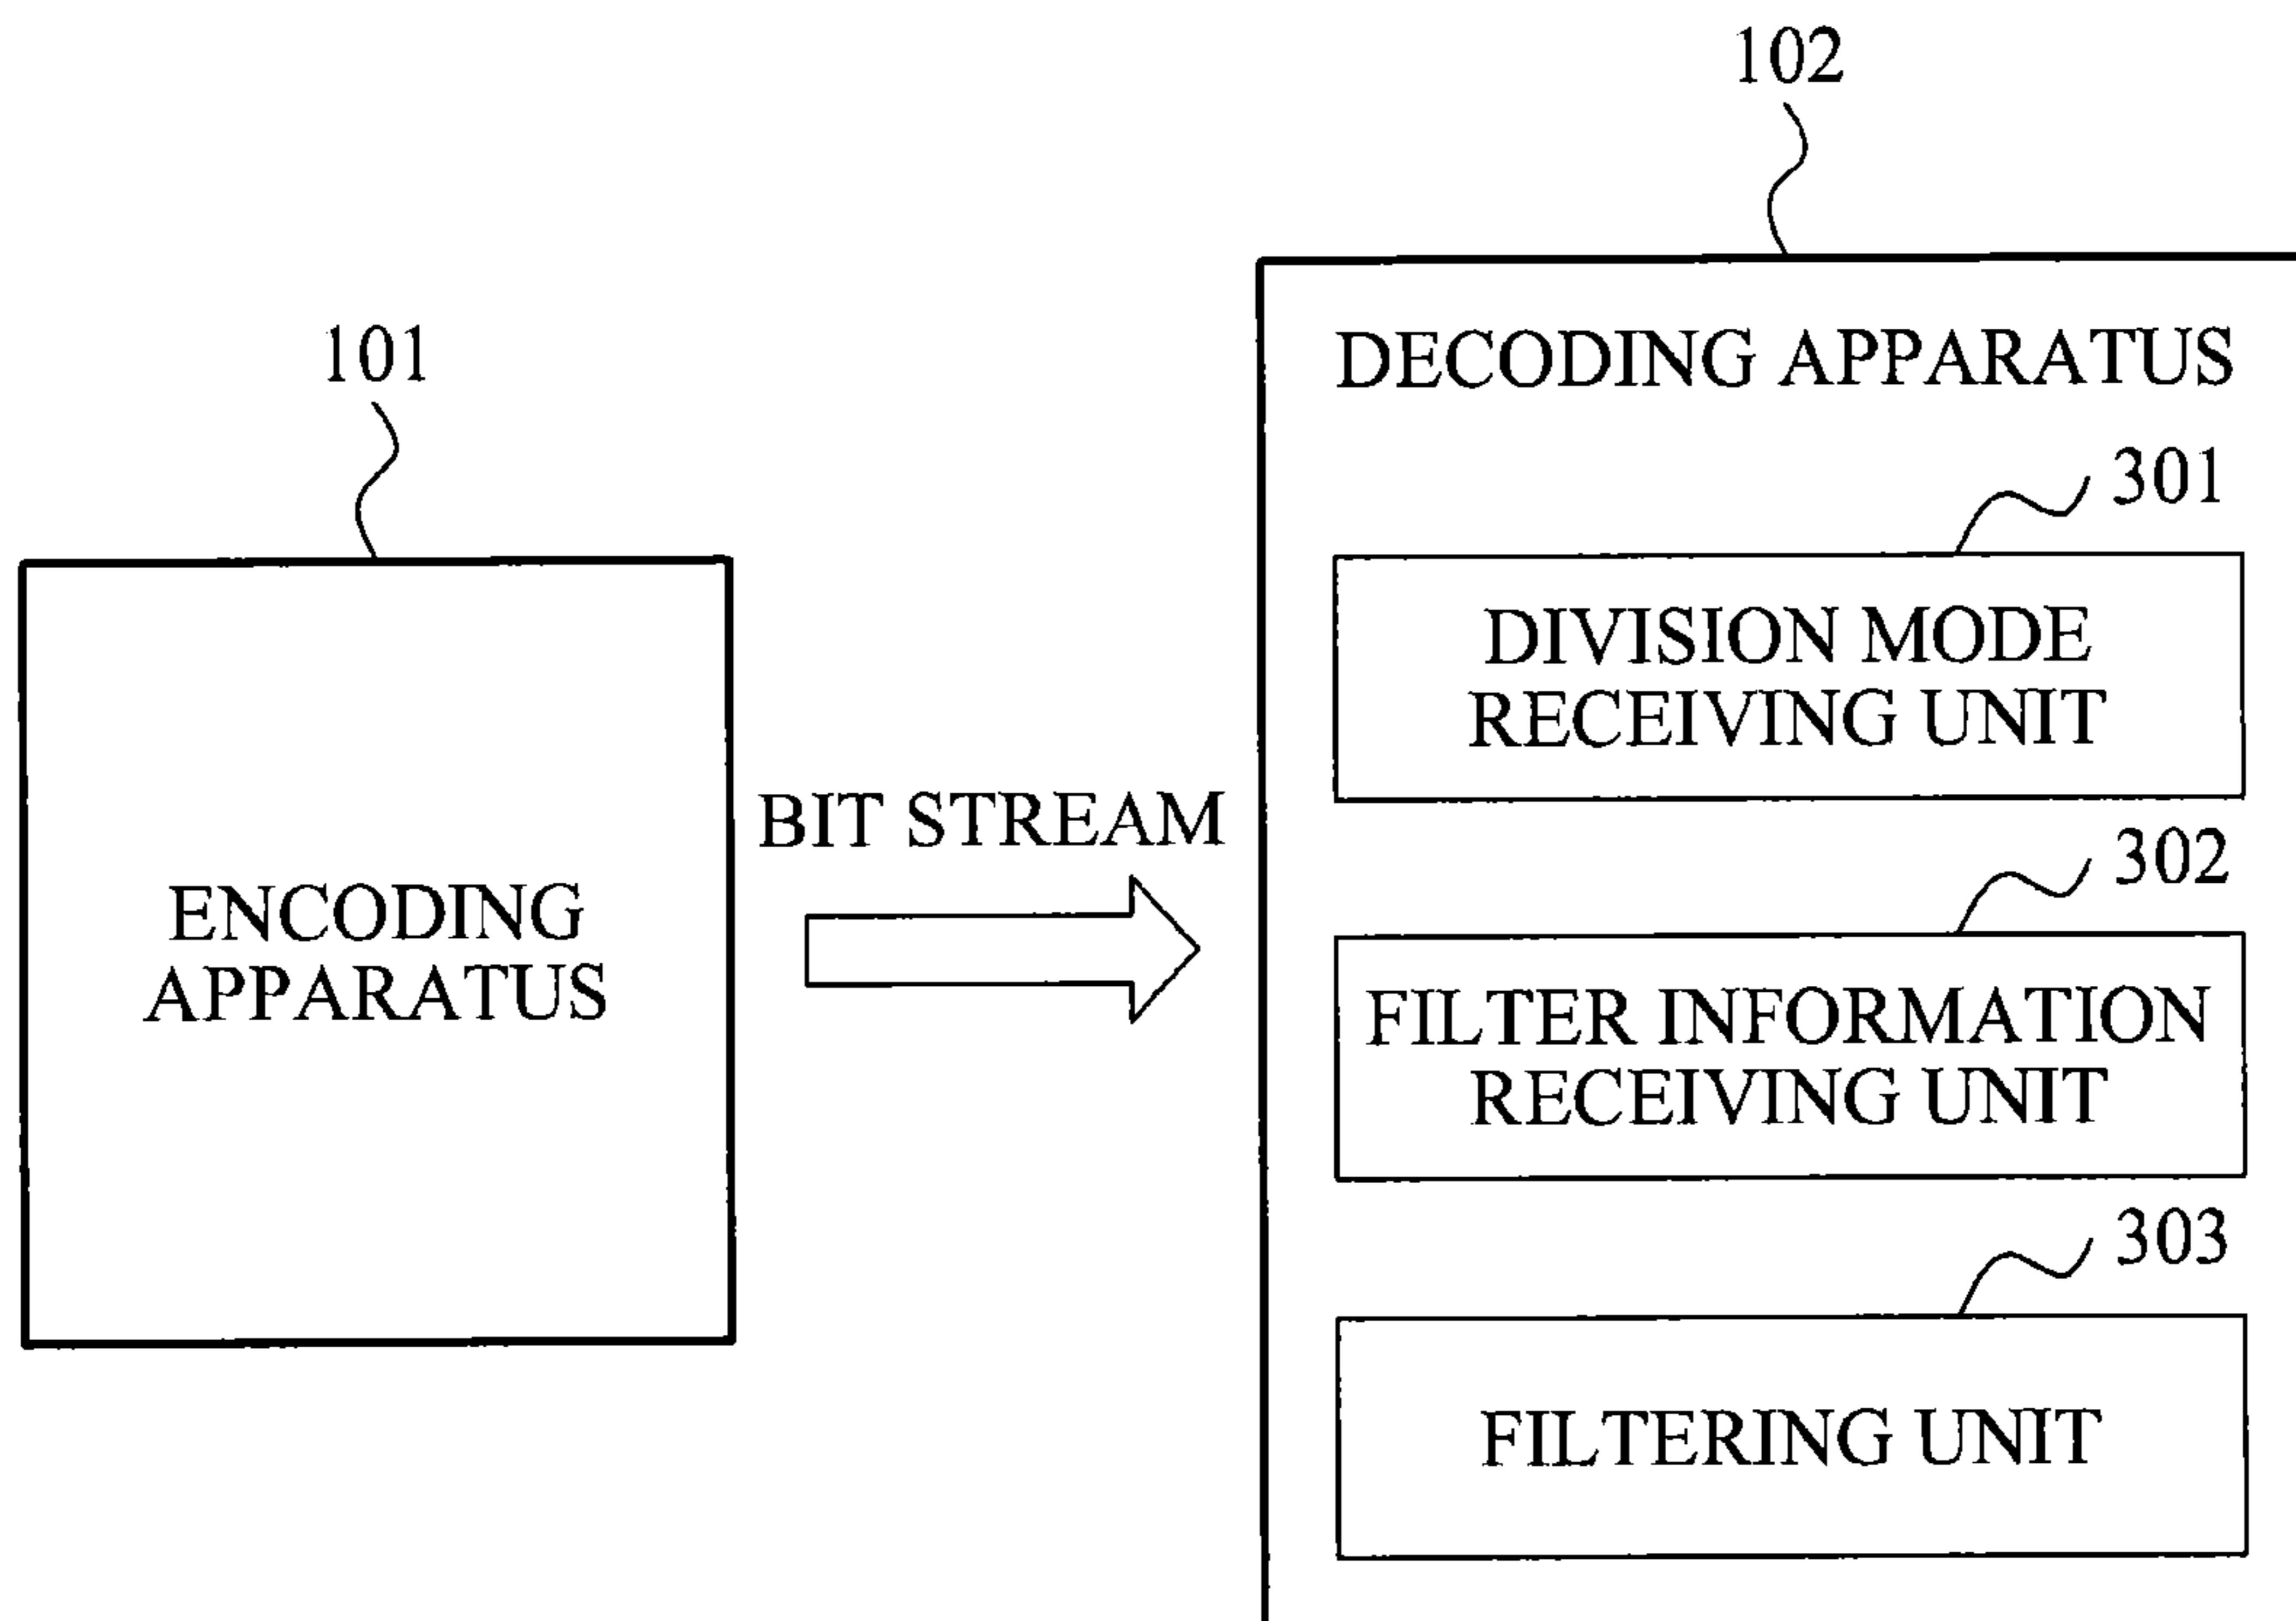 102
101
DECODING APPARATUS
301
DIVISION MODE
RECEIVING UNIT
BIT STREAM
302
ENCODING
APPARATUS
FILTER INFORMATION
RECEIVING UNIT
303
FILTERING UNIT